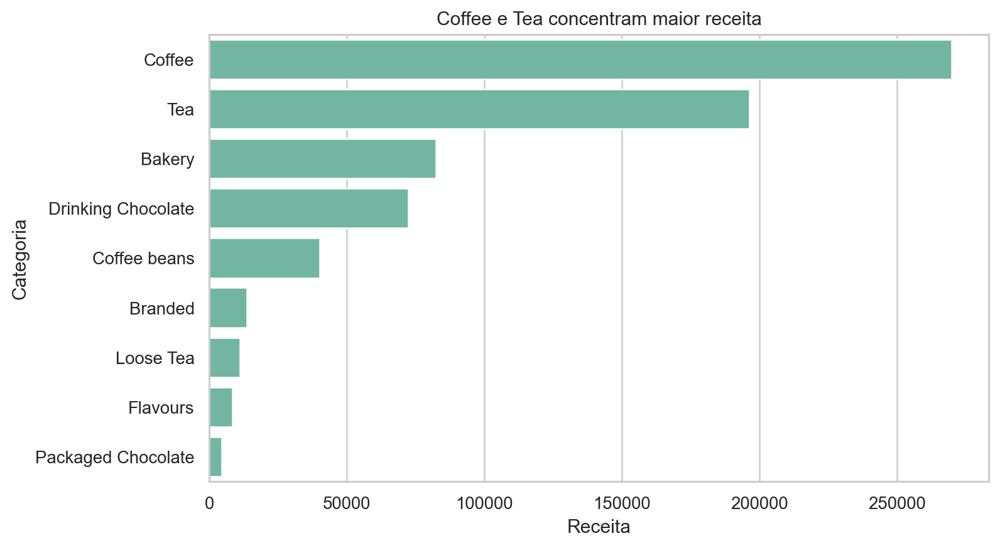 Coffee e Tea concentram maior receita
Coffee
Tea
Bakery
Drinking Chocolate
Coffee beans
Branded
Loose Tea
Flavours
Packaged Chocolate
Categoria
0 50000 100000 150000 200000 250000
Receita